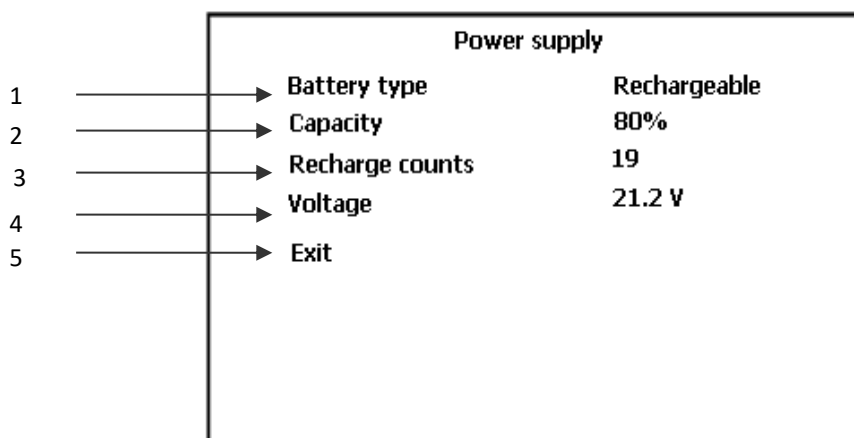 Power supply
1 Battery type Rechargeable
2 Capacity 80%
3 Recharge counts 19
4 Voltage 21.2 V
5 Exit